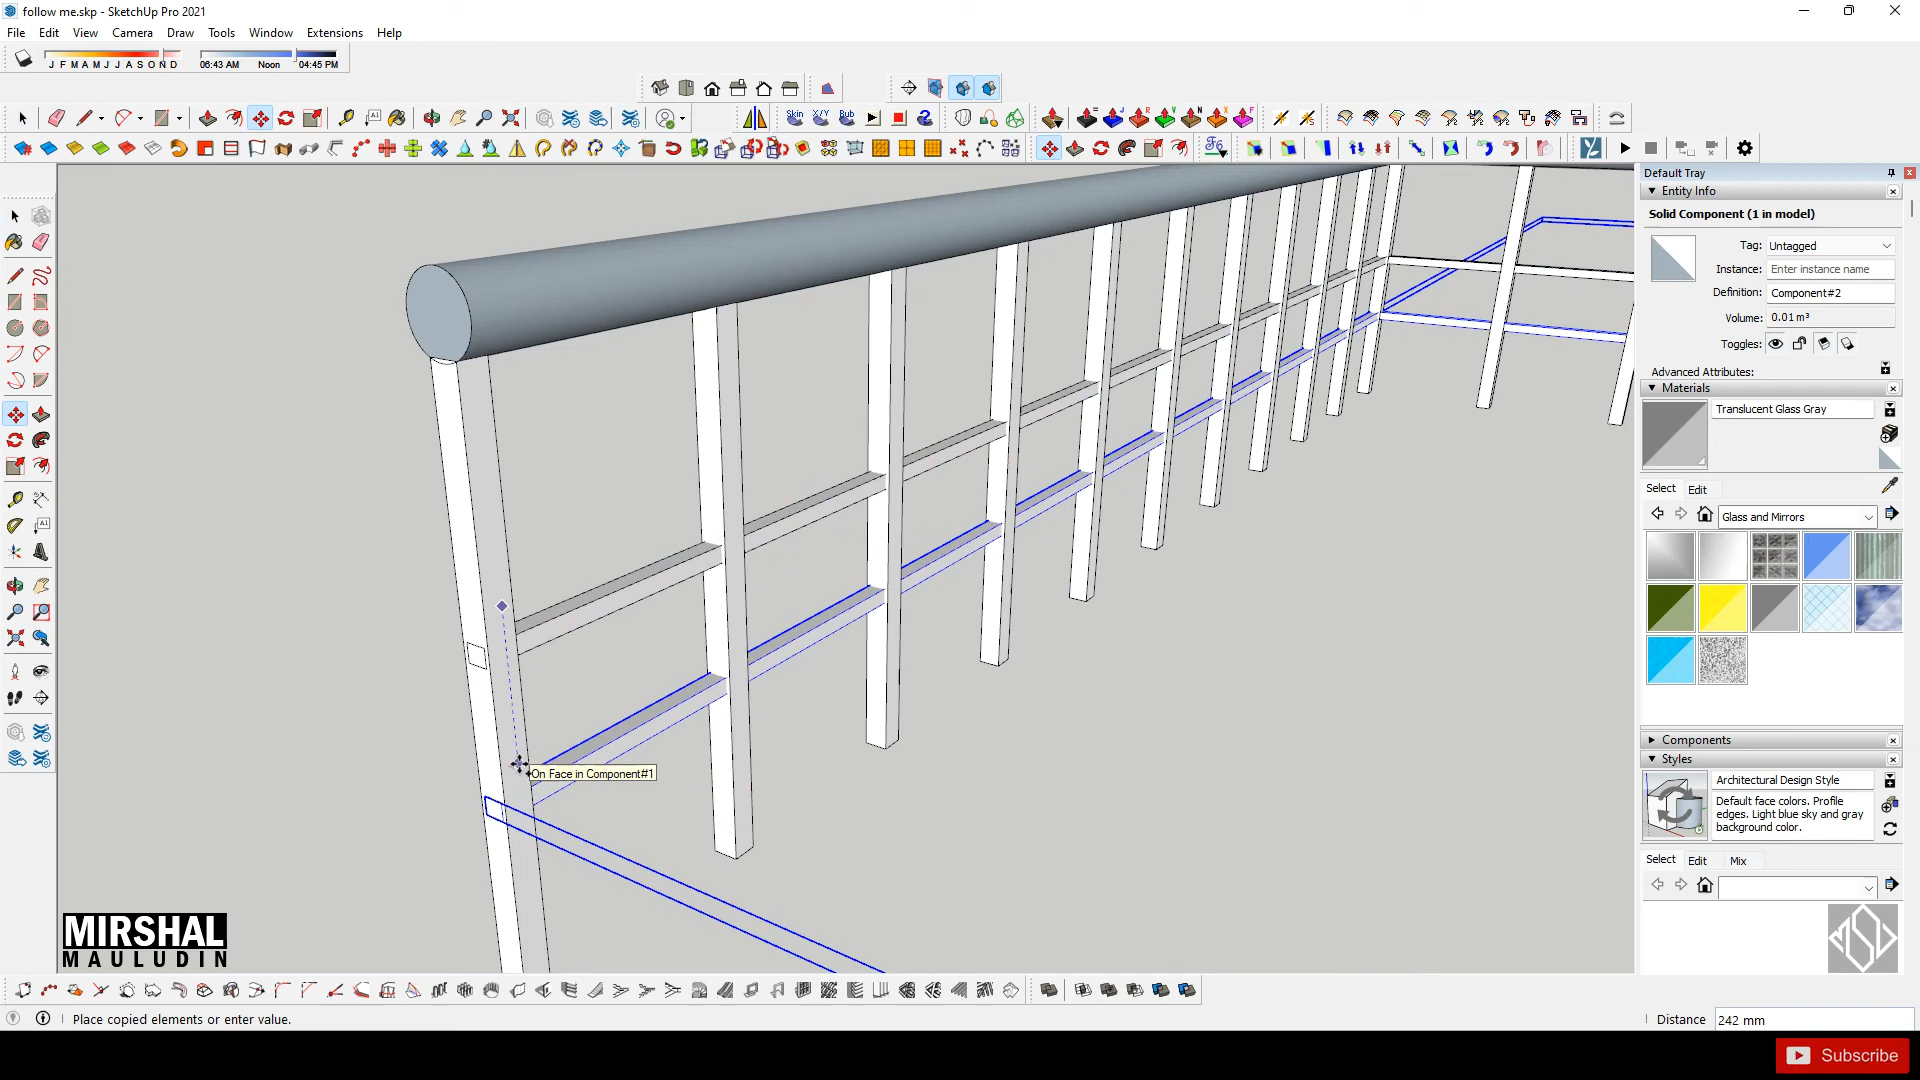 follow me.skp - SketchUp Pro 2021
File Edit View Camera Draw Tools Window Extensions Help
J F M A M J J A S O N D
06:43 AM Noon 04:45 PM
Skin X/Y Bub
Default Tray
Entity Info
Solid Component (1 in model)
Tag: Untagged
Instance: Enter instance name
Definition: Component#2
Volume: 0.01 m³
Toggles:
Advanced Attributes:
Materials
Translucent Glass Gray
Select Edit
Glass and Mirrors
Components
Styles
Architectural Design Style
Default face colors. Profile
edges. Light blue sky and gray
background color.
Select Edit Mix
On Face in Component#1
MIRSHAL
MAULUDIN
Place copied elements or enter value.
Distance 242 mm
Subscribe